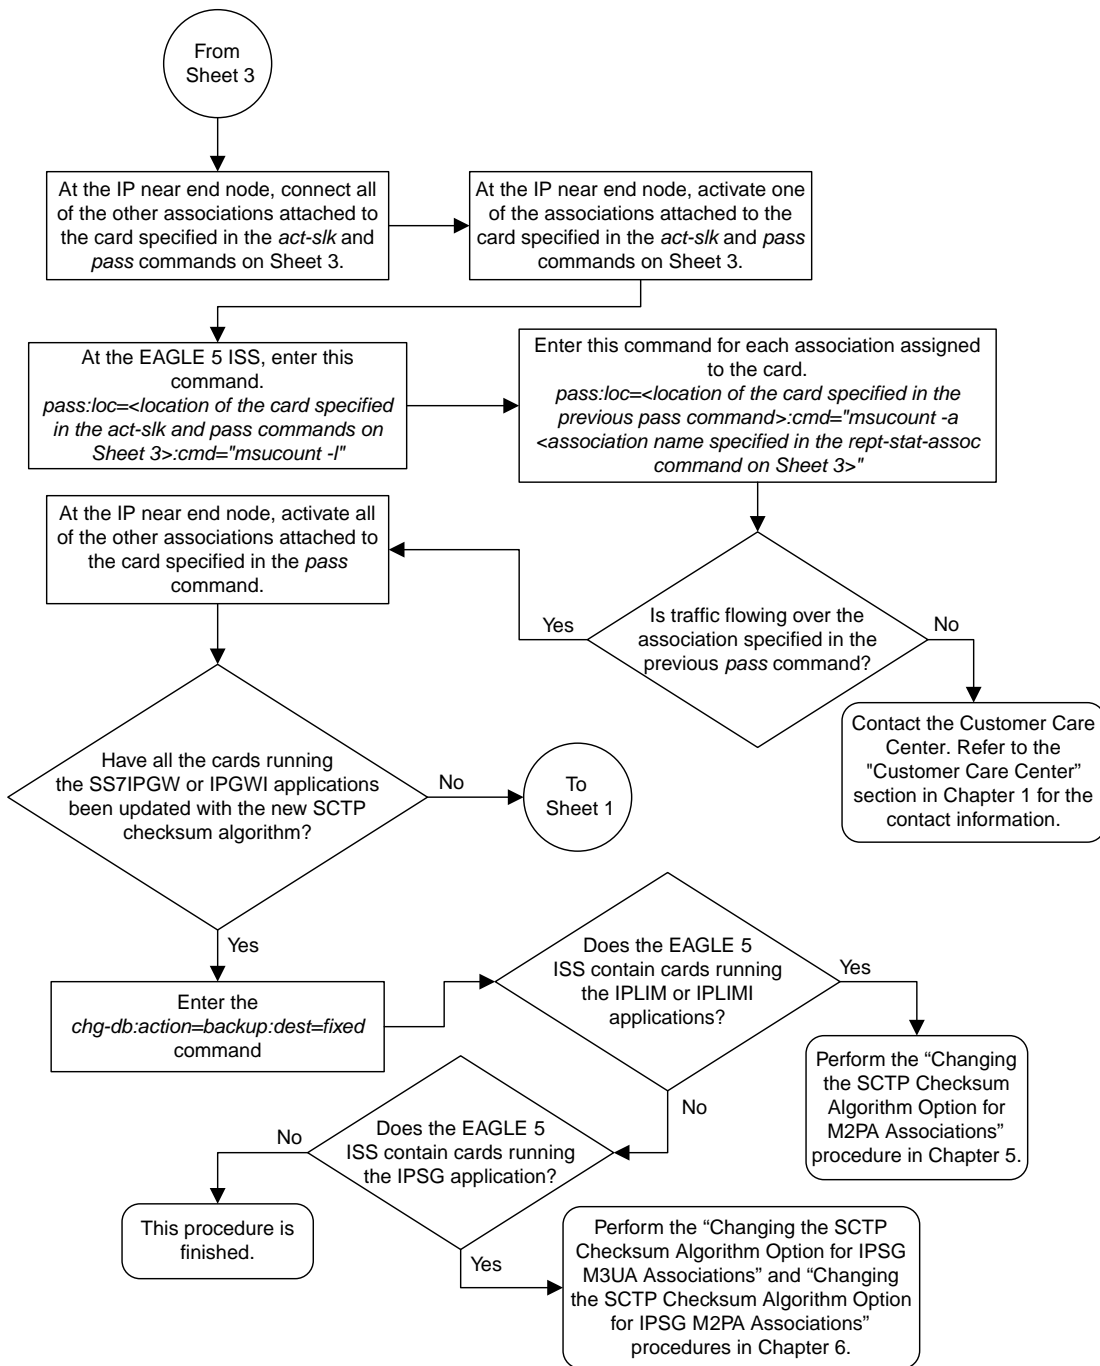 From
Sheet 3
At the IP near end node, connect all
of the other associations attached to
the card specified in the act-slk and
pass commands on Sheet 3.
At the IP near end node, activate one
of the associations attached to the
card specified in the act-slk and pass
commands on Sheet 3.
At the EAGLE 5 ISS, enter this
command.
pass:loc=<location of the card specified
in the act-slk and pass commands on
Sheet 3>:cmd="msucount -l"
Enter this command for each association assigned
to the card.
pass:loc=<location of the card specified in the
previous pass command>:cmd="msucount -a
<association name specified in the rept-stat-assoc
command on Sheet 3>"
At the IP near end node, activate all
of the other associations attached to
the card specified in the pass
command.
Is traffic flowing over the
association specified in the
previous pass command?
Yes
No
Contact the Customer Care
Center. Refer to the
"Customer Care Center”
section in Chapter 1 for the
contact information.
Have all the cards running
the SS7IPGW or IPGWI applications
been updated with the new SCTP
checksum algorithm?
No
To
Sheet 1
Yes
Enter the
chg-db:action=backup:dest=fixed
command
Does the EAGLE 5
ISS contain cards running
the IPLIM or IPLIMI
applications?
Yes
Perform the “Changing
the SCTP Checksum
Algorithm Option for
M2PA Associations”
procedure in Chapter 5.
No
Does the EAGLE 5
ISS contain cards running
the IPSG application?
No
This procedure is
finished.
Yes
Perform the “Changing the SCTP
Checksum Algorithm Option for IPSG
M3UA Associations” and “Changing
the SCTP Checksum Algorithm Option
for IPSG M2PA Associations”
procedures in Chapter 6.